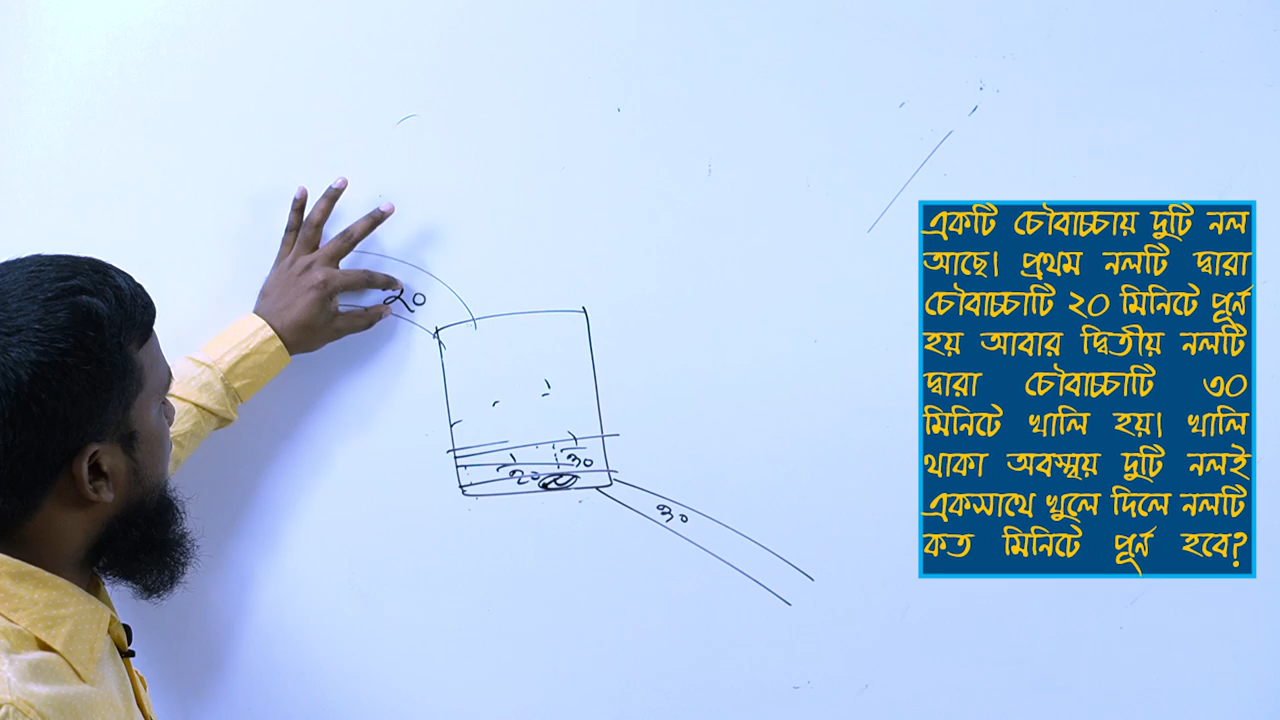 একটি চৌবাচ্চায় দুটি নল
আছে। প্রথম নলটি দ্বারা
চৌবাচ্চাটি ২০ মিনিটে পূর্ন
হয় আবার দ্বিতীয় নলটি
দ্বারা চৌবাচ্চাটি ৩০
মিনিটে খালি হয়। খালি
থাকা অবস্থ্য়য় দুটি নলই
একসাথে খুলে দিলে নলটি
কত মিনিটে পূর্ন হবে?
২০
৩০
২০
৩০